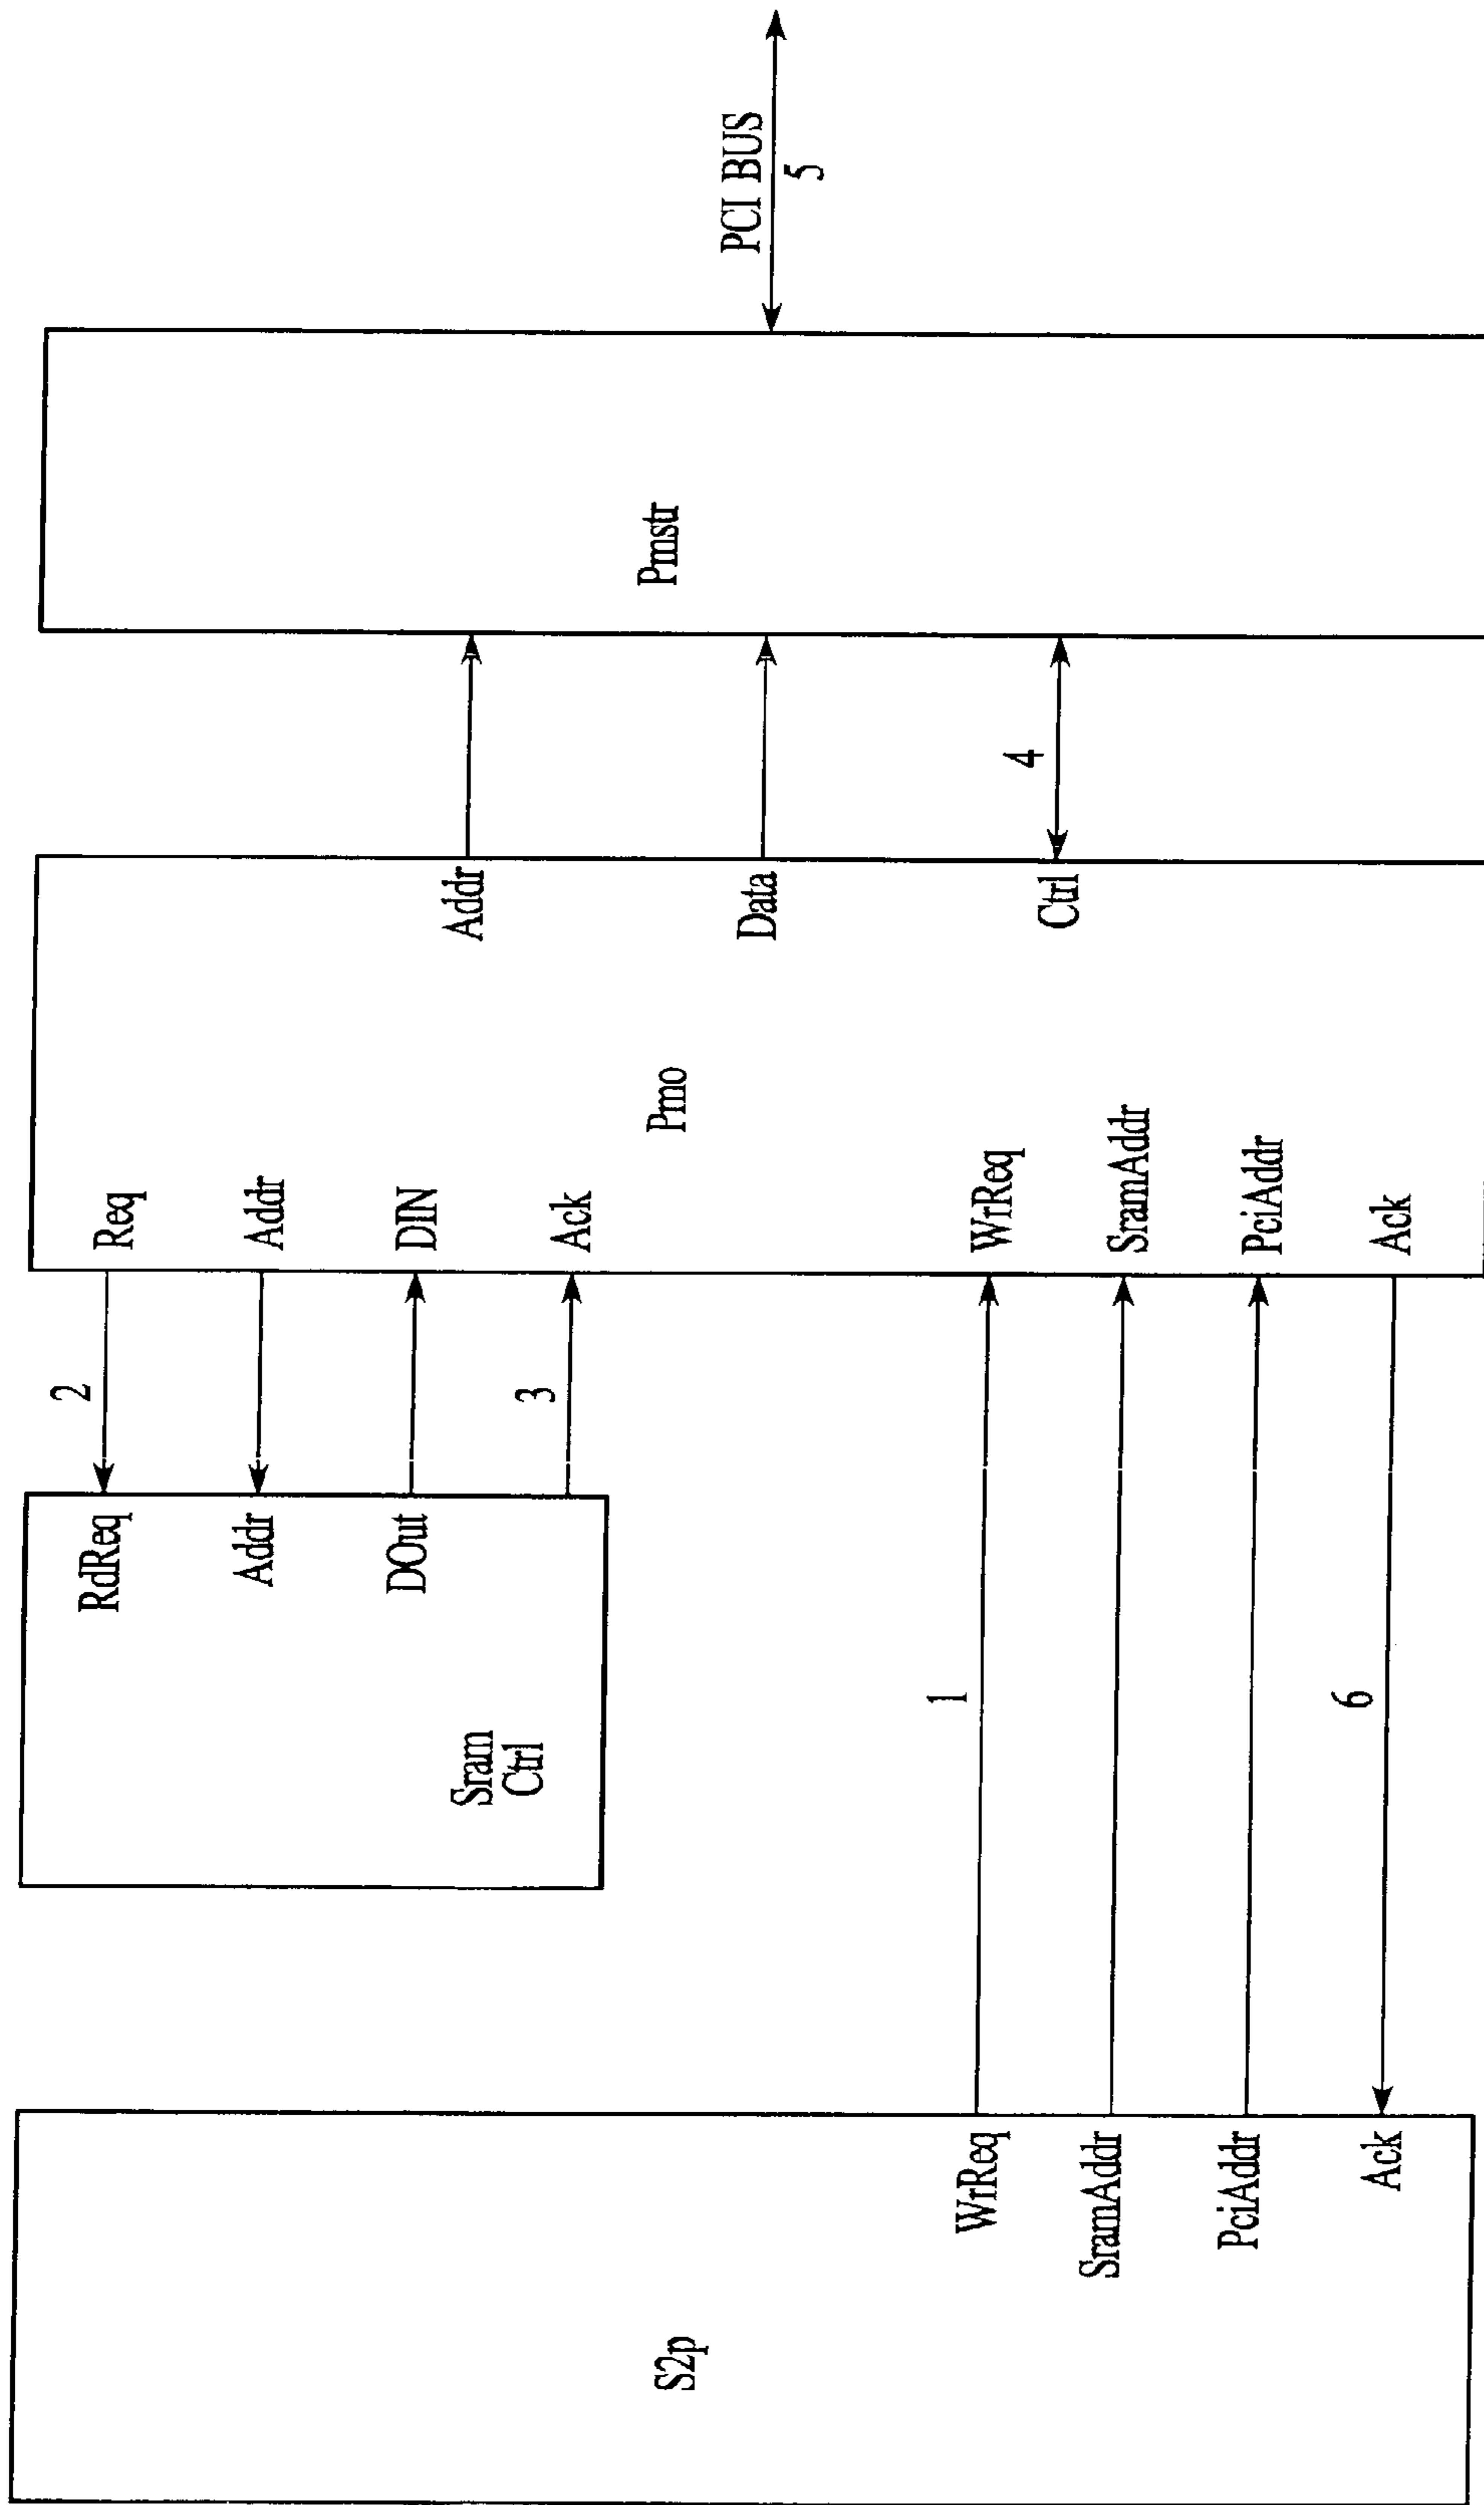 S2p
WrReq
SramAddr
PciAddr
Ack
1
6
Sram
Ctrl
RdReq
Addr
DOut
2
3
Req
Addr
DIN
Ack
WrReq
SramAddr
PciAddr
Ack
Pmo
Addr
Data
Ctrl
4
Pmstr
PCI BUS
5